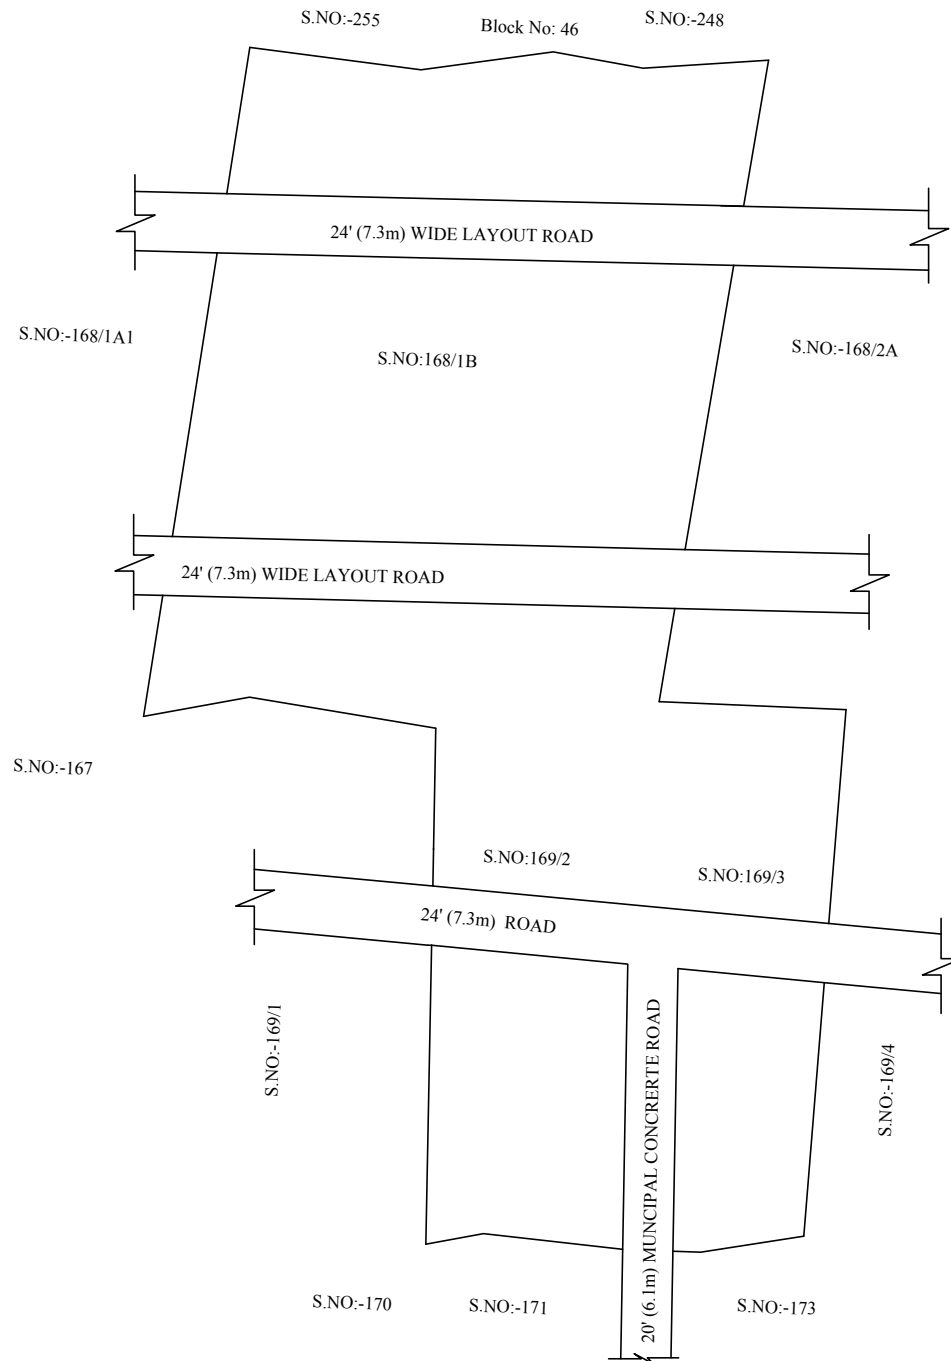 S.NO:-255
Block No: 46
S.NO:-248
24' (7.3m) WIDE LAYOUT ROAD
S.NO:-168/1A1
S.NO:168/1B
S.NO:-168/2A
24' (7.3m) WIDE LAYOUT ROAD
S.NO:-167
S.NO:169/2
S.NO:169/3
24' (7.3m) ROAD
S.NO:-169/1
20' (6.1m) MUNCIPAL CONCRERTE ROAD
S.NO:-169/4
S.NO:-170
S.NO:-171
S.NO:-173